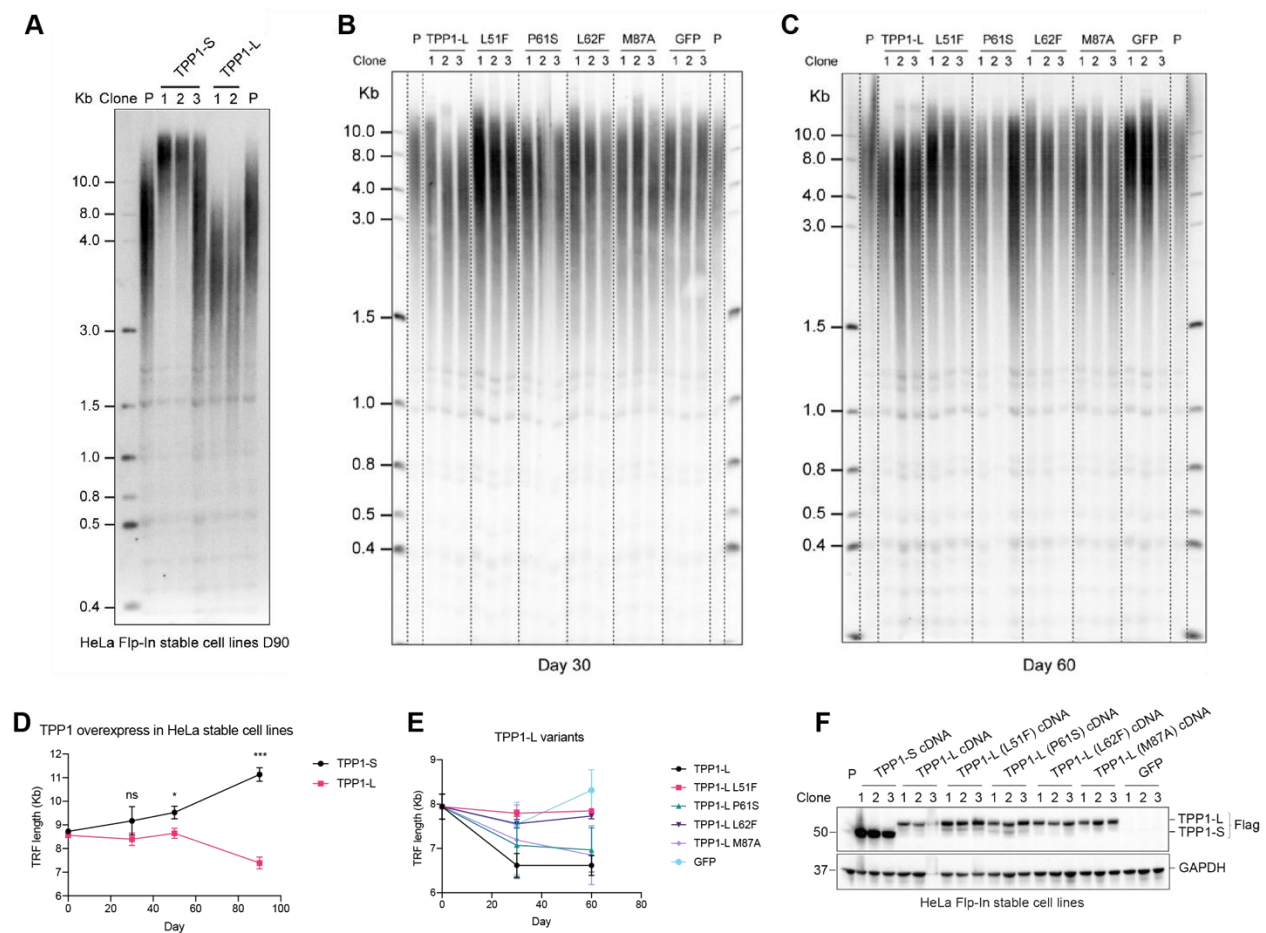 A
TPP1-S
TPP1-L
Kb Clone P 1 2 3 1 2 P
10.0
8.0
4.0
3.0
1.5
1.0
0.8
0.5
0.4
HeLa Flp-In stable cell lines D90
B
P TPP1-L L51F P61S L62F M87A GFP P
Clone 1 2 3 1 2 3 1 2 3 1 2 3 1 2 3 1 2 3
Kb
10.0
8.0
4.0
3.0
1.5
1.0
0.8
0.5
0.4
Day 30
C
P TPP1-L L51F P61S L62F M87A GFP P
Clone 1 2 3 1 2 3 1 2 3 1 2 3 1 2 3 1 2 3
Kb
10.0
8.0
4.0
3.0
1.5
1.0
0.8
0.5
0.4
Day 60
D
TPP1 overexpress in HeLa stable cell lines
TRF length (Kb)
12
11
10
9
8
7
6
ns
*
***
0 20 40 60 80 100
Day
TPP1-S
TPP1-L
E
TPP1-L variants
TRF length (Kb)
9
8
7
6
0 20 40 60 80
Day
TPP1-L
TPP1-L L51F
TPP1-L P61S
TPP1-L L62F
TPP1-L M87A
GFP
F
P
TPP1-S cDNA
TPP1-L cDNA
TPP1-L (L51F) cDNA
TPP1-L (P61S) cDNA
TPP1-L (L62F) cDNA
TPP1-L (M87A) cDNA
GFP
Clone 1 2 3 1 2 3 1 2 3 1 2 3 1 2 3 1 2 3 1 2 3
50
TPP1-L
TPP1-S
Flag
37
GAPDH
HeLa Flp-In stable cell lines